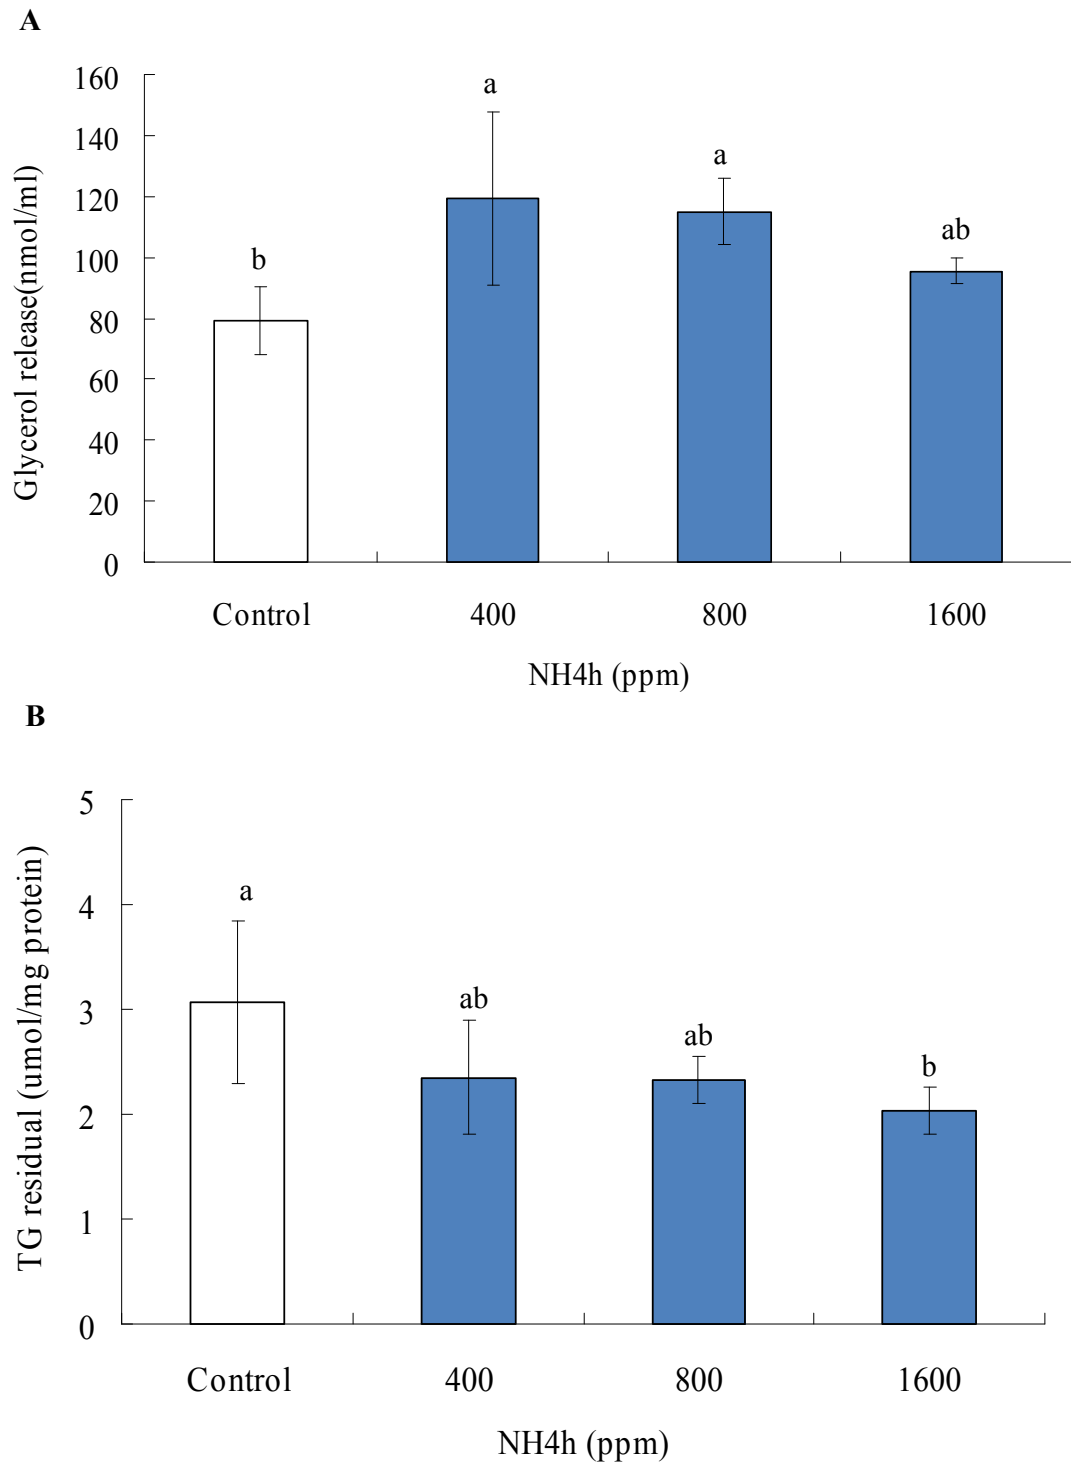 A
Glycerol release(nmol/ml)
160
140
120
100
80
60
40
20
0
b
a
a
ab
Control
400
800
1600
NH4h (ppm)
B
TG residual (umol/mg protein)
5
4
3
2
1
0
a
ab
ab
b
Control
400
800
1600
NH4h (ppm)